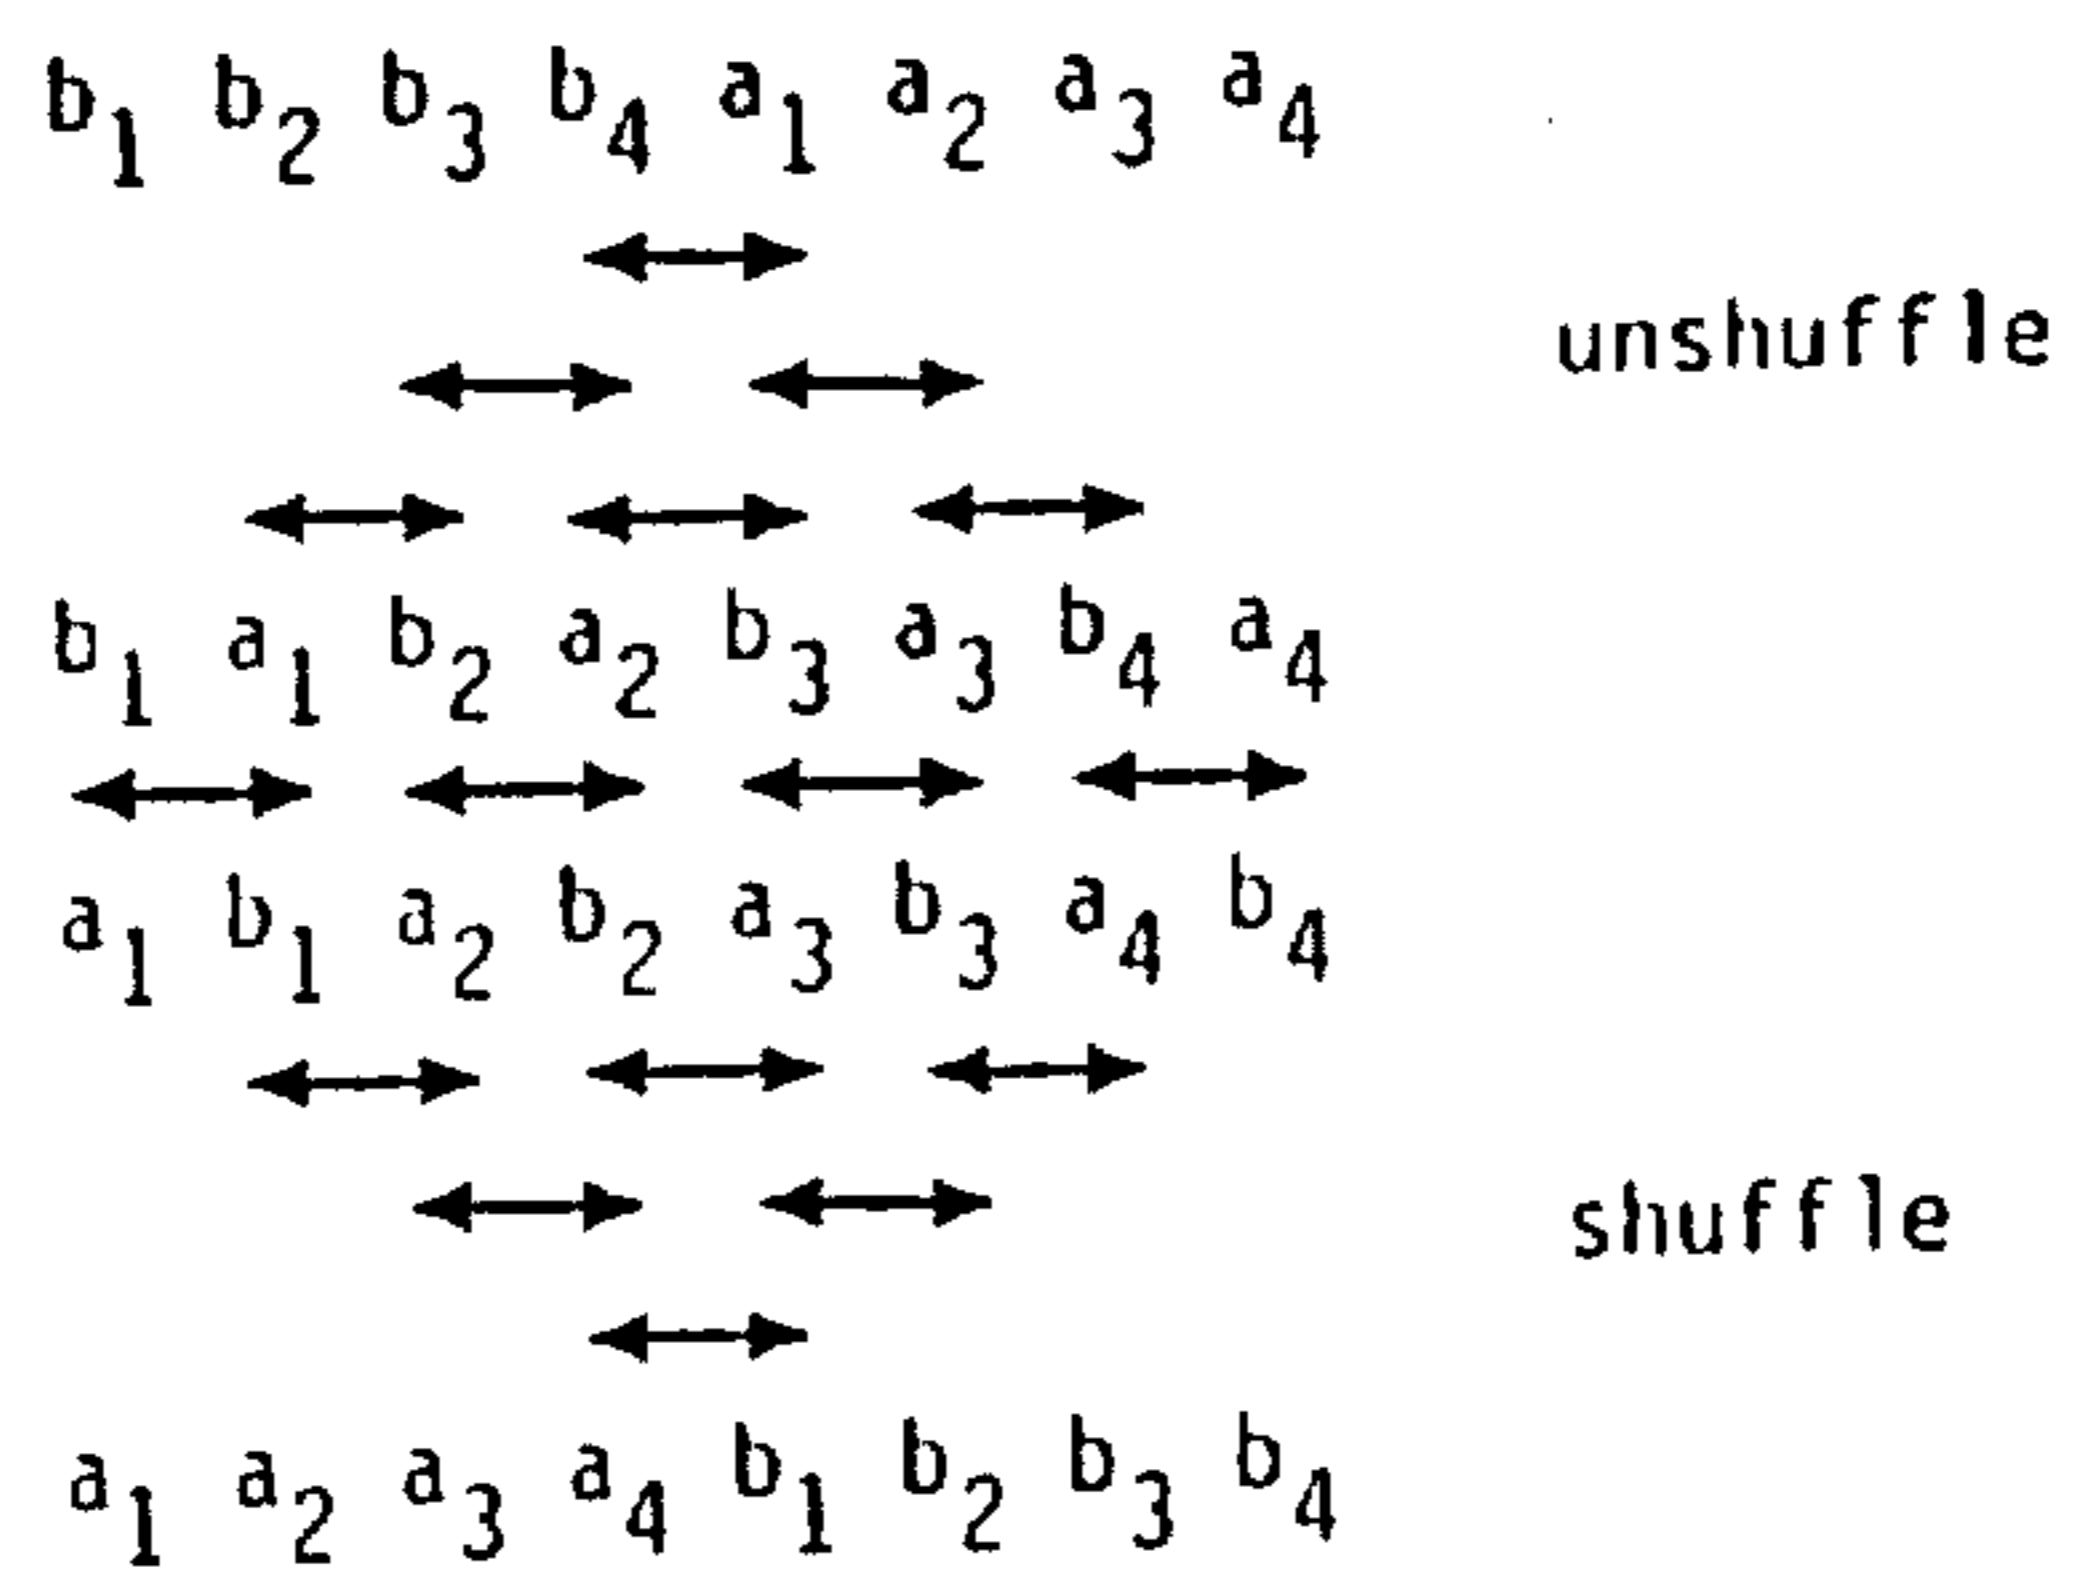 b₁ b₂ b₃ b₄ a₁ a₂ a₃ a₄
unshuffle
b₁ a₁ b₂ a₂ b₃ a₃ b₄ a₄
a₁ b₁ a₂ b₂ a₃ b₃ a₄ b₄
shuffle
a₁ a₂ a₃ a₄ b₁ b₂ b₃ b₄